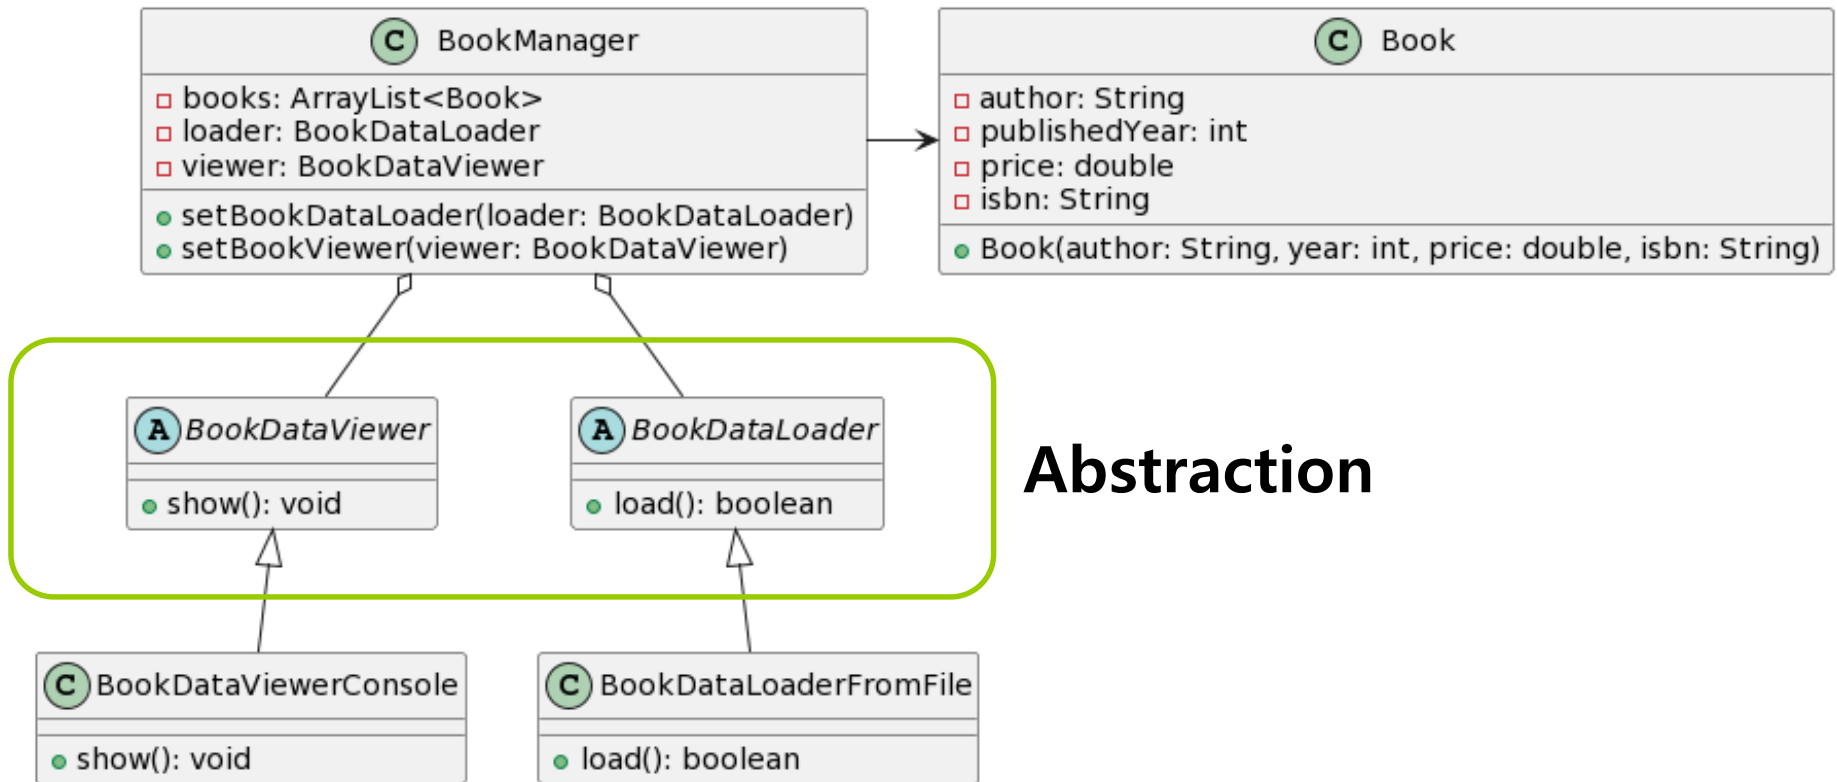 C BookManager
books: ArrayList<Book>
loader: BookDataLoader
viewer: BookDataViewer
setBookDataLoader(loader: BookDataLoader)
setBookViewer(viewer: BookDataViewer)
C Book
author: String
publishedYear: int
price: double
isbn: String
Book(author: String, year: int, price: double, isbn: String)
A BookDataViewer
show(): void
A BookDataLoader
load(): boolean
Abstraction
C BookDataViewerConsole
show(): void
C BookDataLoaderFromFile
load(): boolean